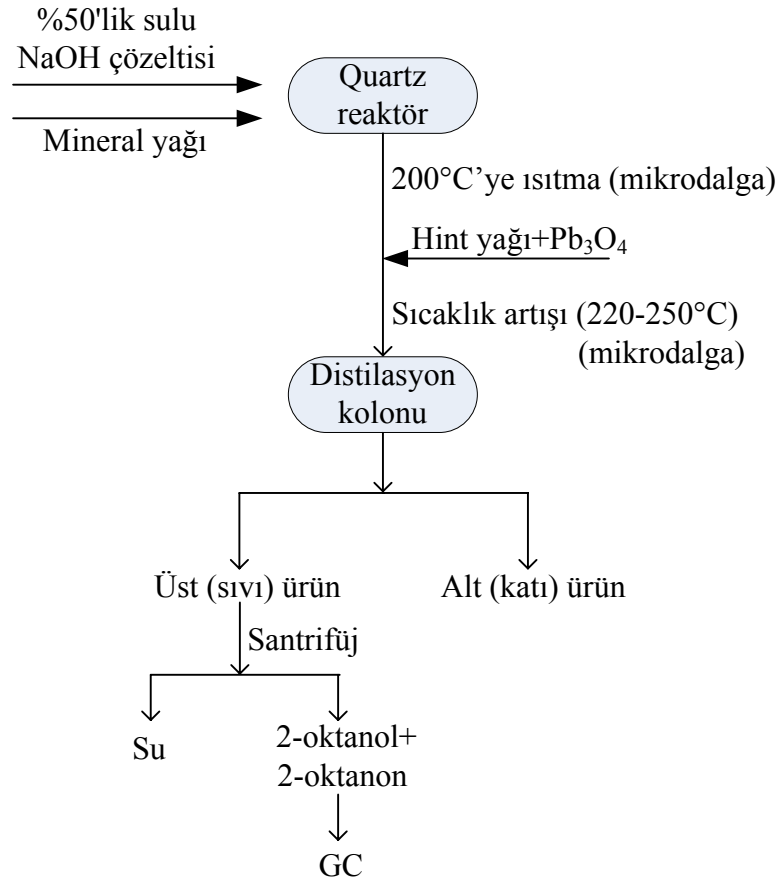 %50'lik sulu
NaOH çözeltisi
Mineral yağı
Quartz
reaktör
200°C’ye ısıtma (mikrodalga)
Hint yağı+Pb₃O₄
Sıcaklık artışı (220-250°C)
(mikrodalga)
Distilasyon
kolonu
Üst (sıvı) ürün
Alt (katı) ürün
Santrifüj
Su
2-oktanol+
2-oktanon
GC